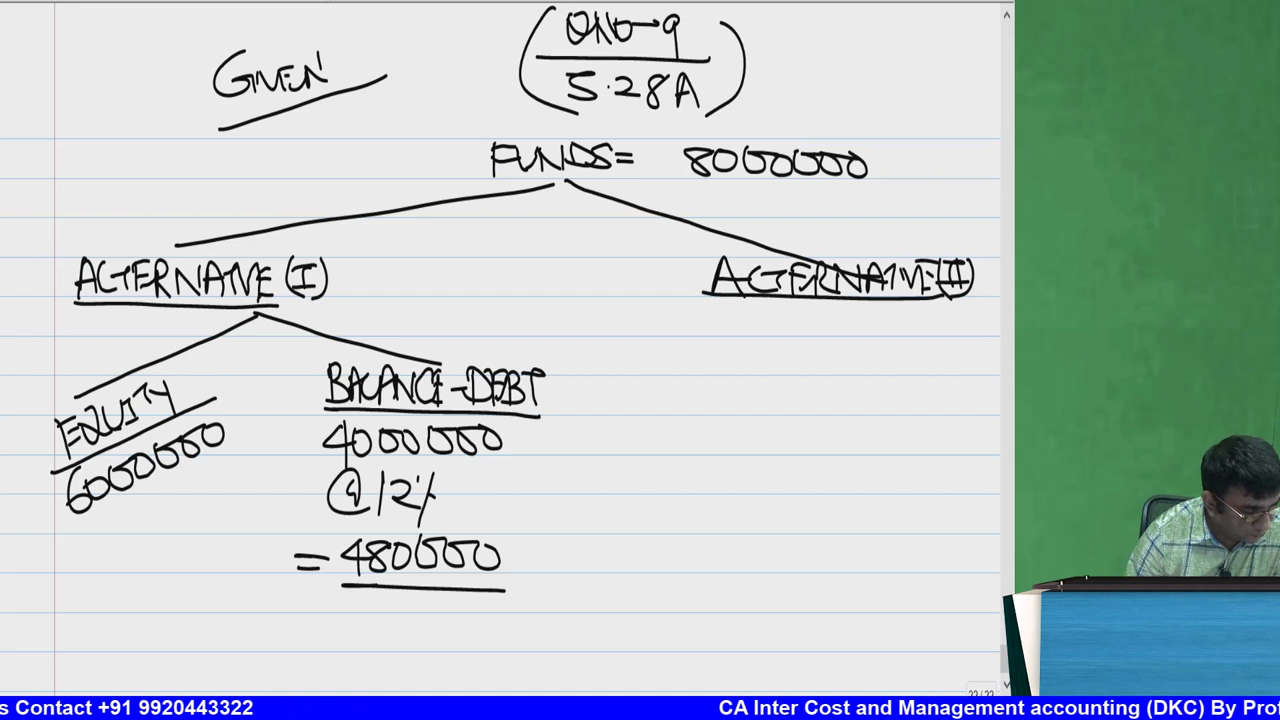 GIVEN
QNO-9
5.28A
FUNDS= 8000000
ALTERNATIVE (I)
ALTERNATIVE (II)
EQUITY
6000000
BALANCE-DEBT
4000000
@12%
= 480000
s Contact +91 9920443322
CA Inter Cost and Management accounting (DKC) By Prof